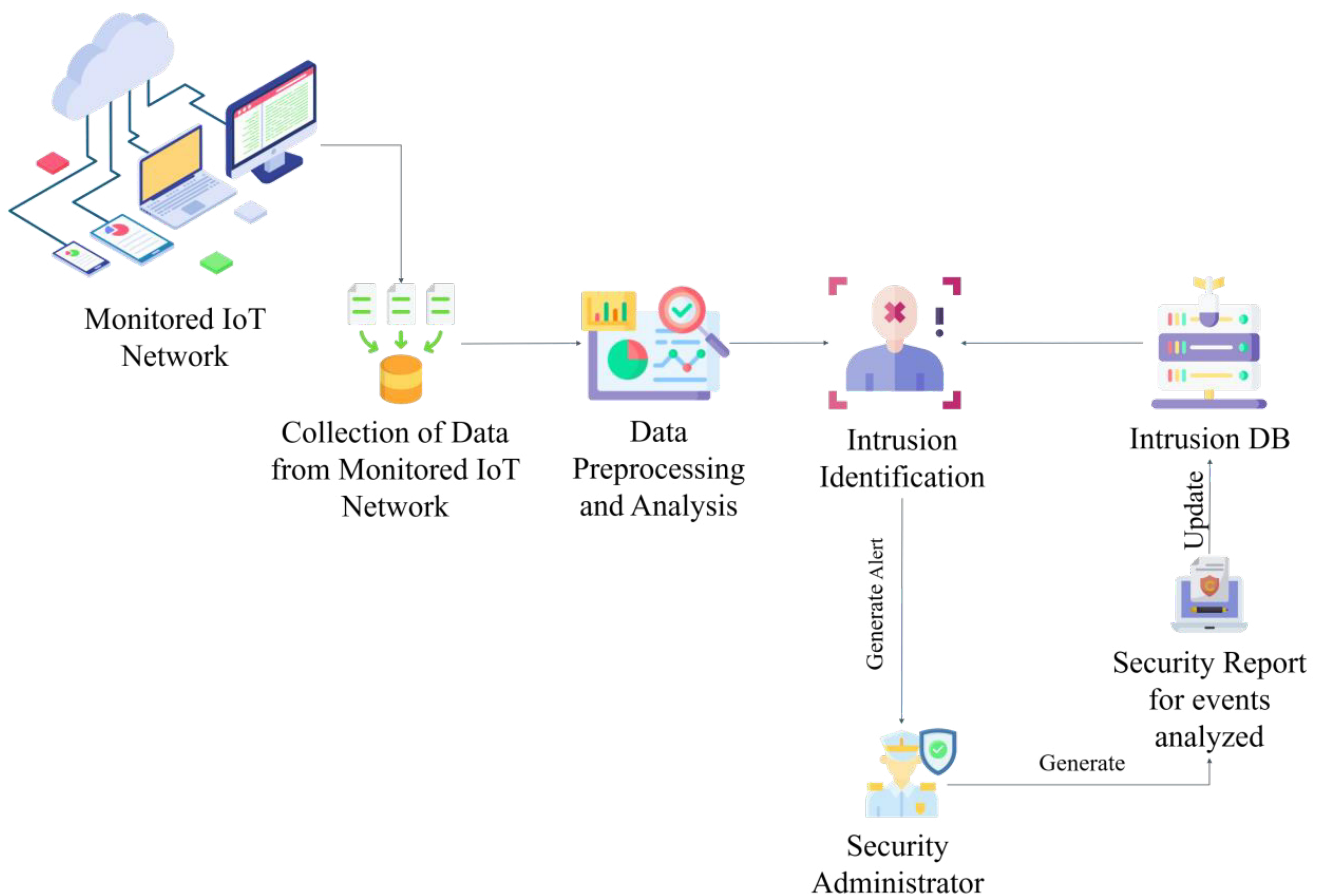 Monitored IoT
Network
Collection of Data
from Monitored IoT
Network
Data
Preprocessing
and Analysis
Intrusion
Identification
Intrusion DB
Update
Generate Alert
Security Report
for events
analyzed
Generate
Security
Administrator